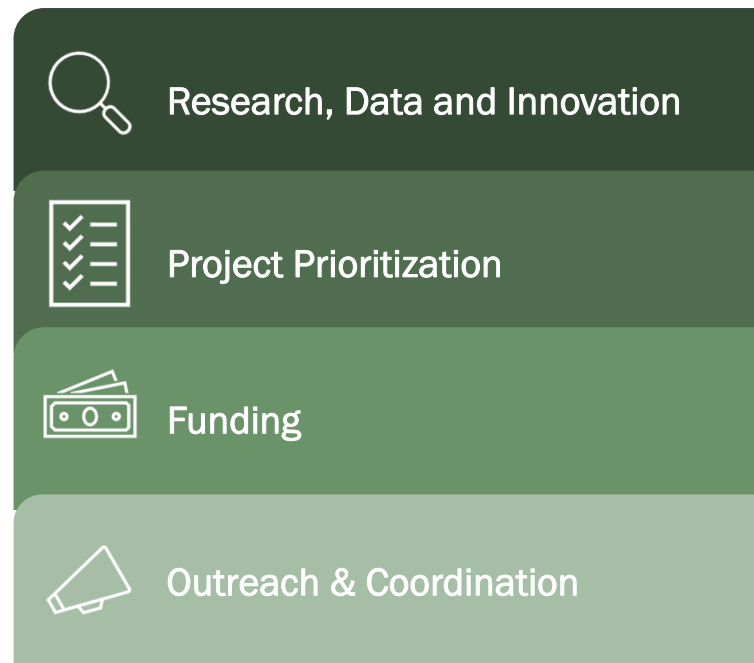 Research, Data and Innovation
Project Prioritization
Funding
Outreach & Coordination